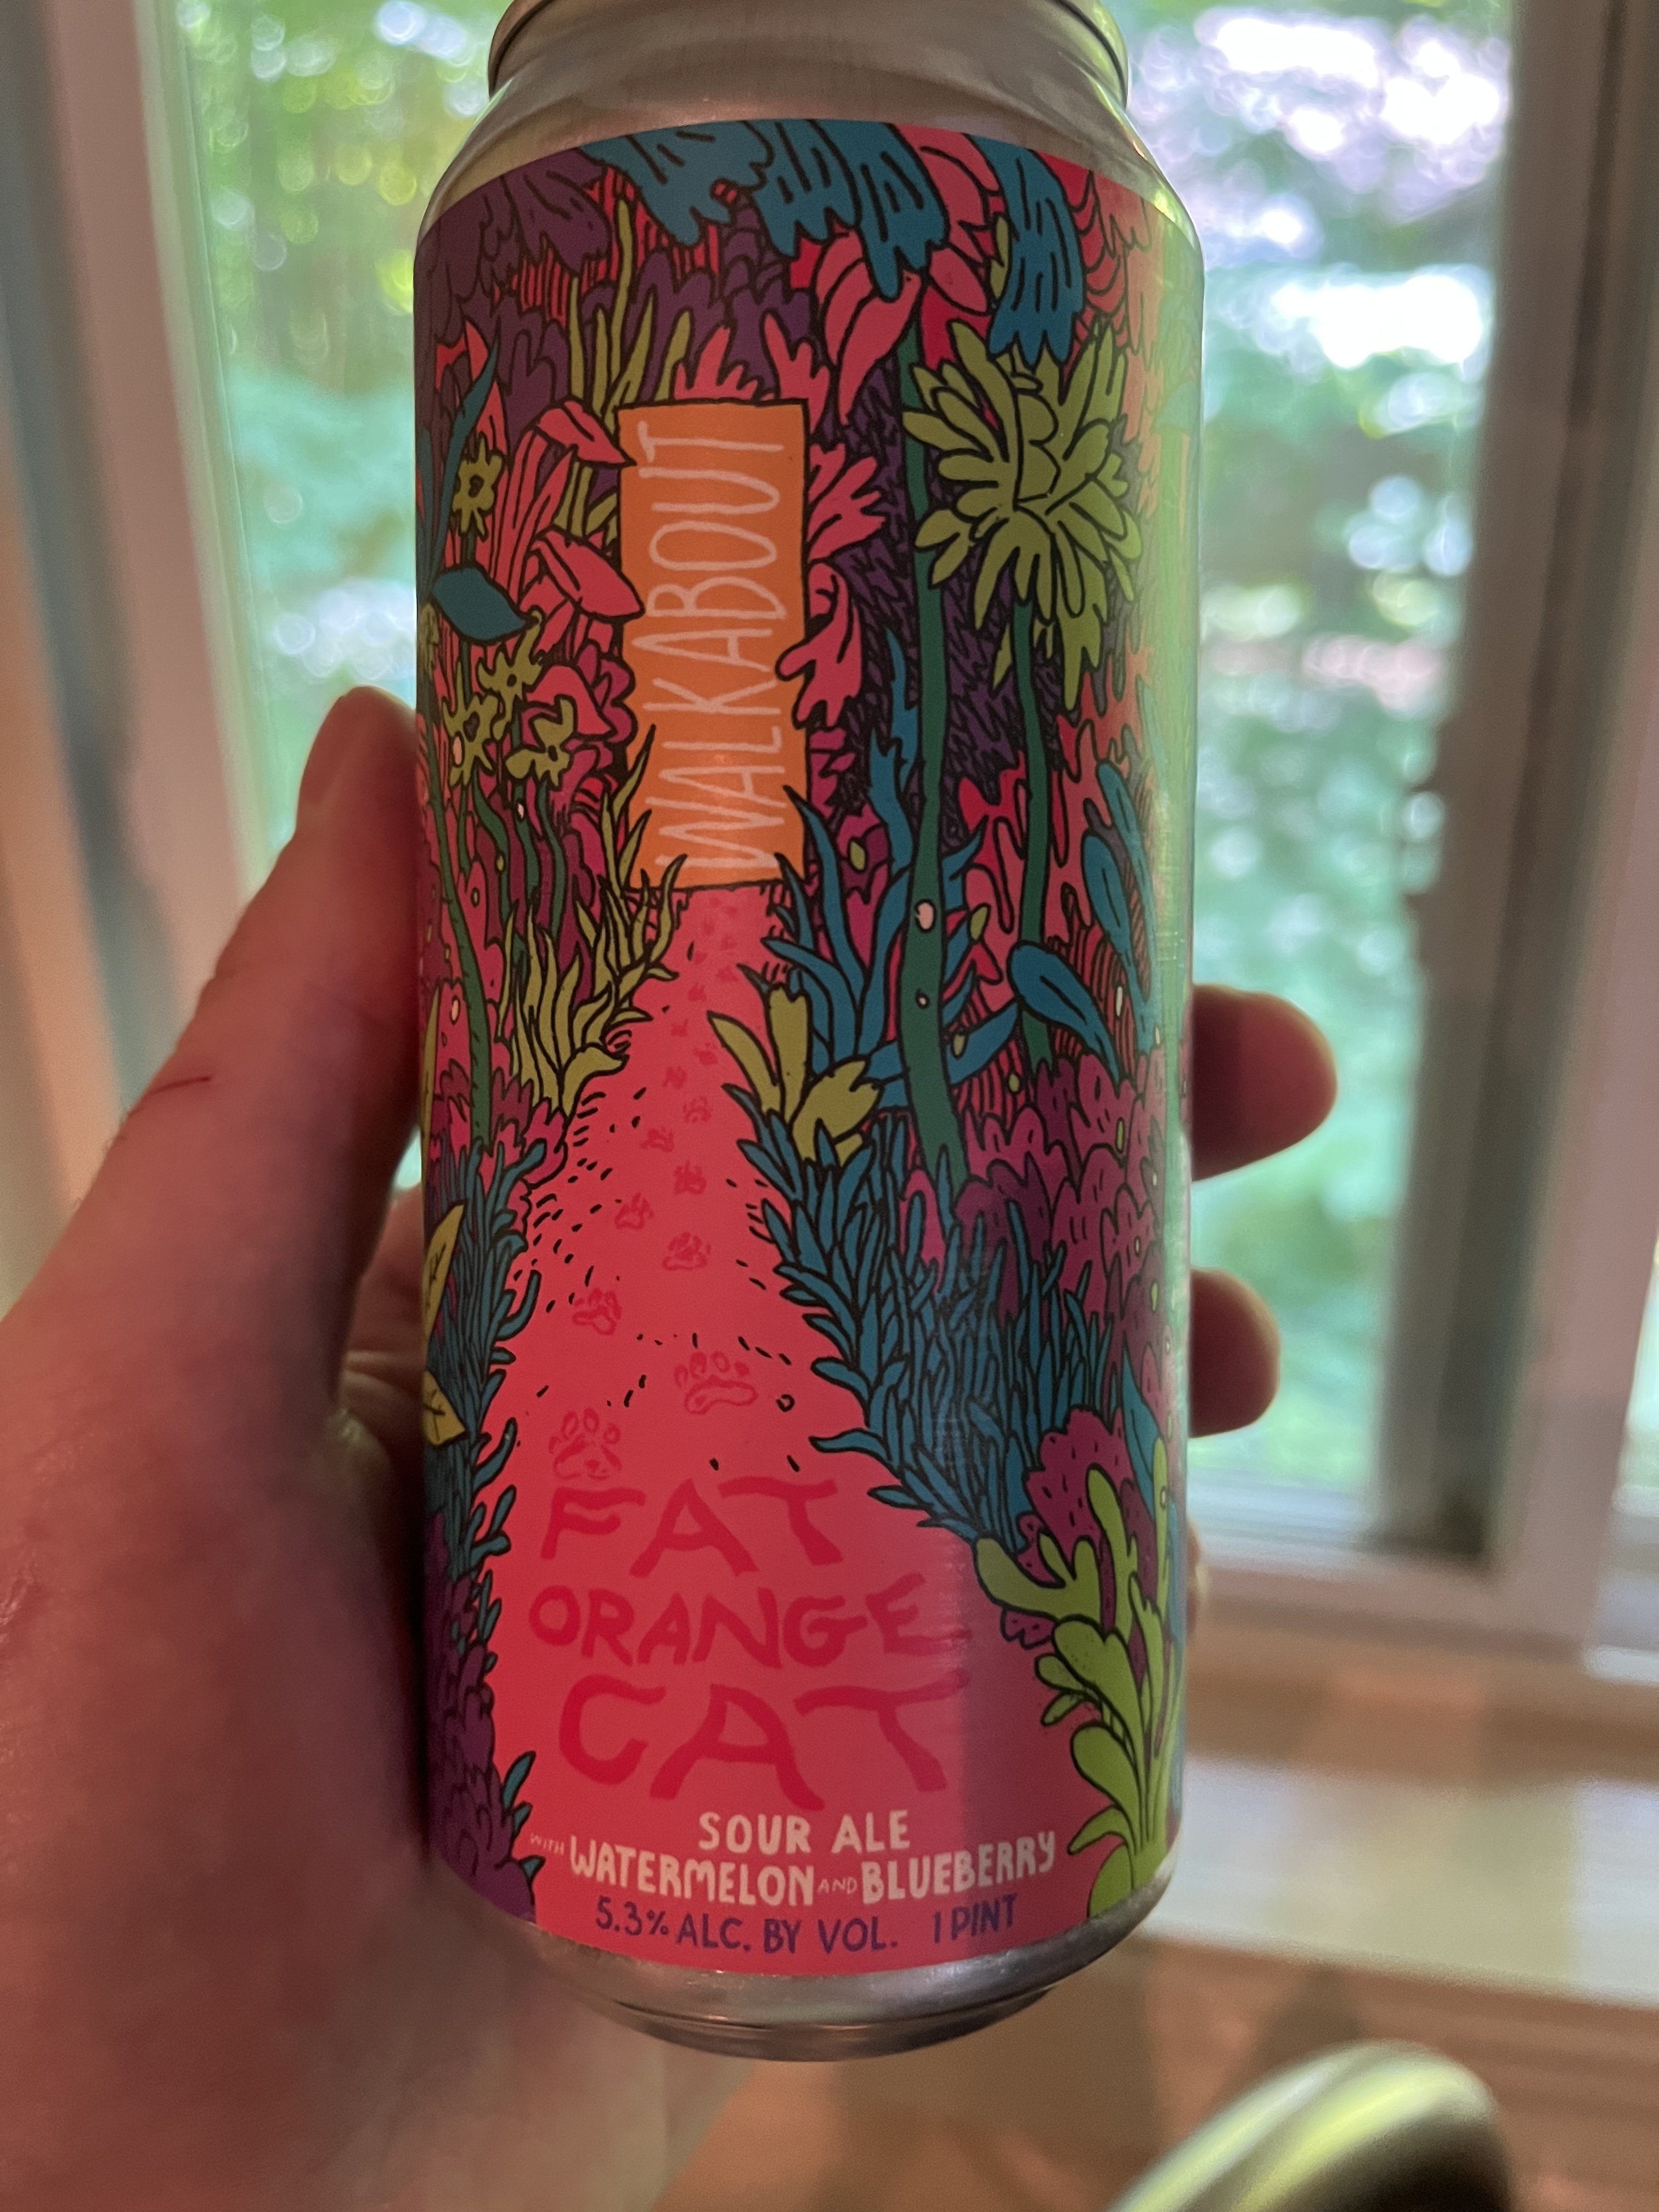 WALKABOUT
FAT
ORANGE
CAT
SOUR ALE
WITH WATERMELON AND BLUEBERRY
5.3% ALC. BY VOL. 1 PINT